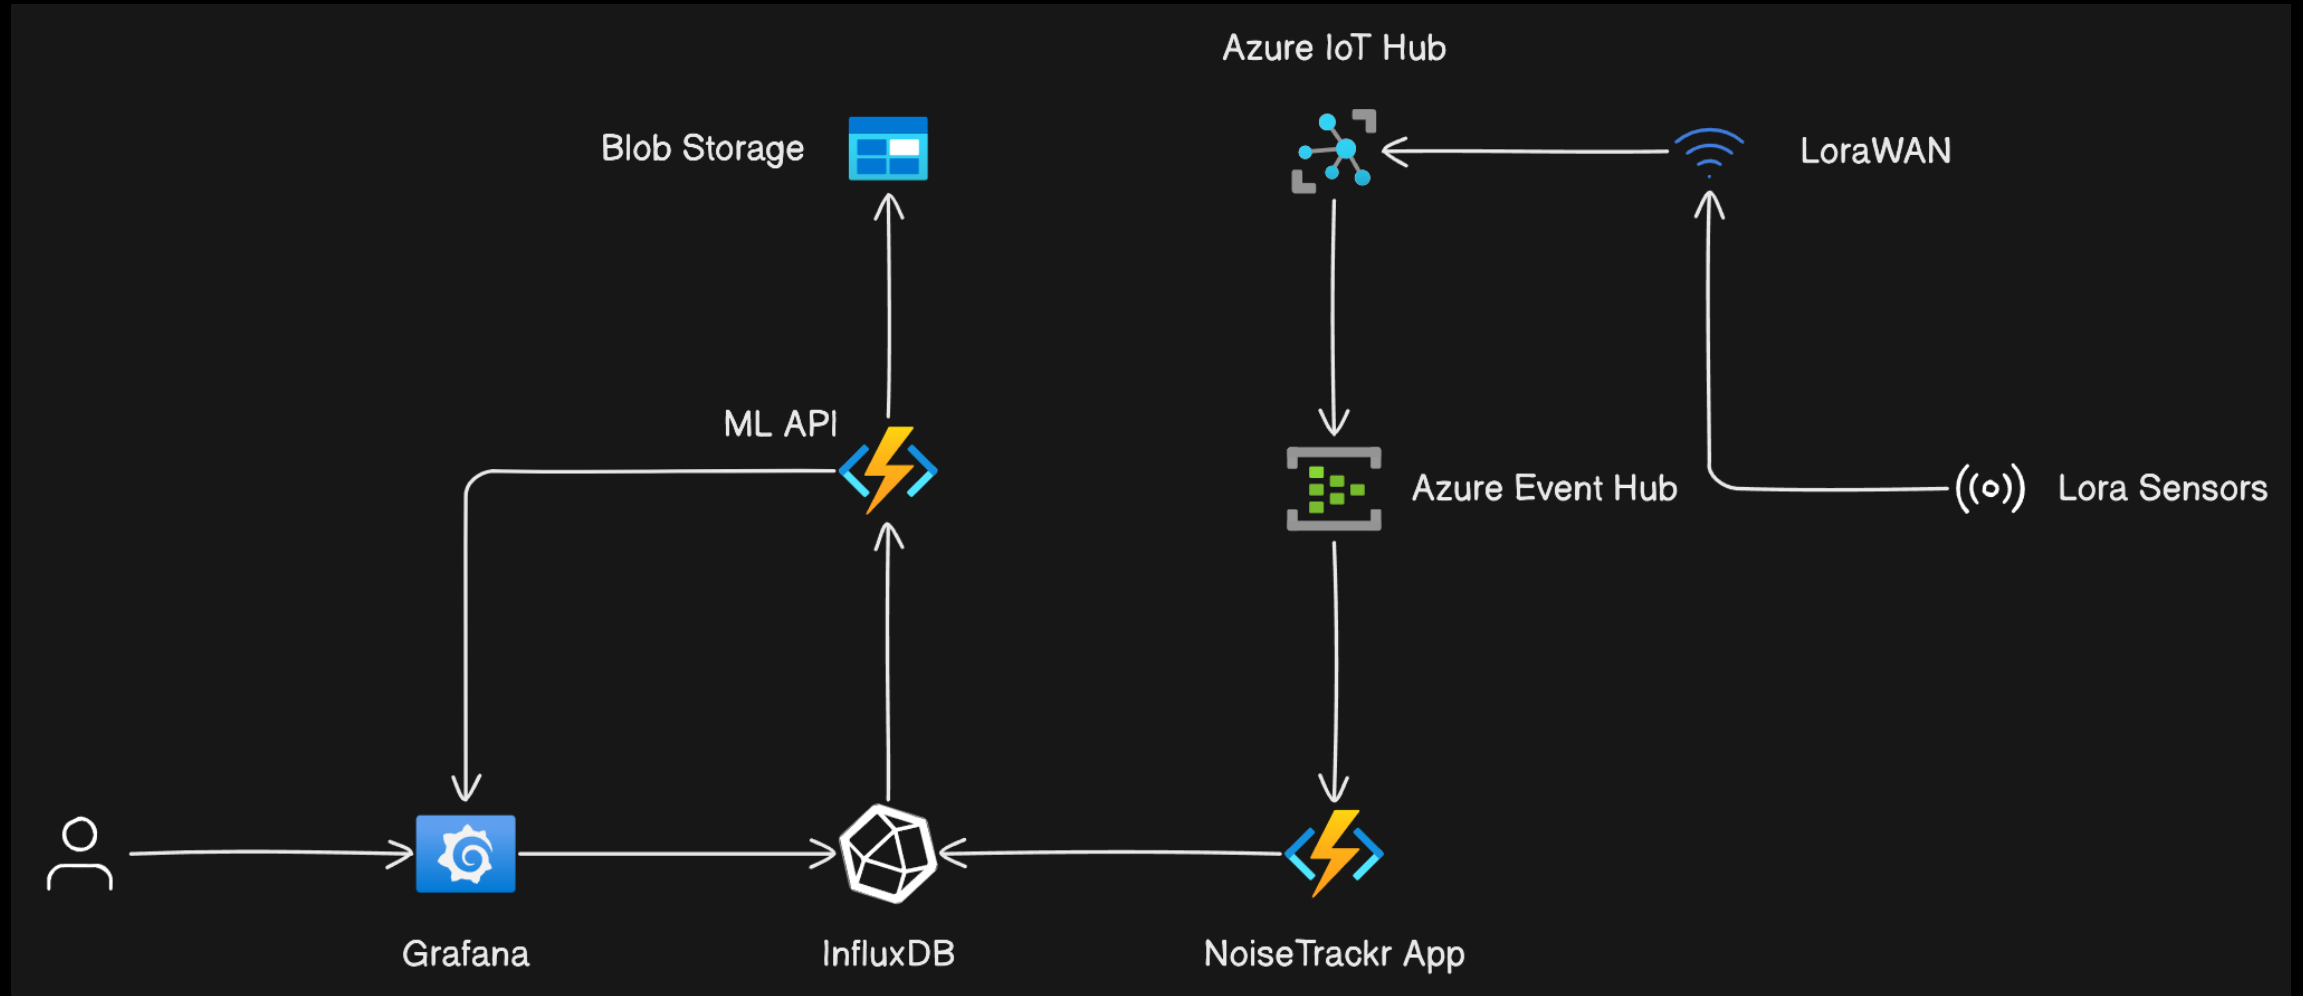 Azure IoT Hub
Blob Storage
LoraWAN
ML API
Azure Event Hub
Lora Sensors
Grafana
InfluxDB
NoiseTrackr App